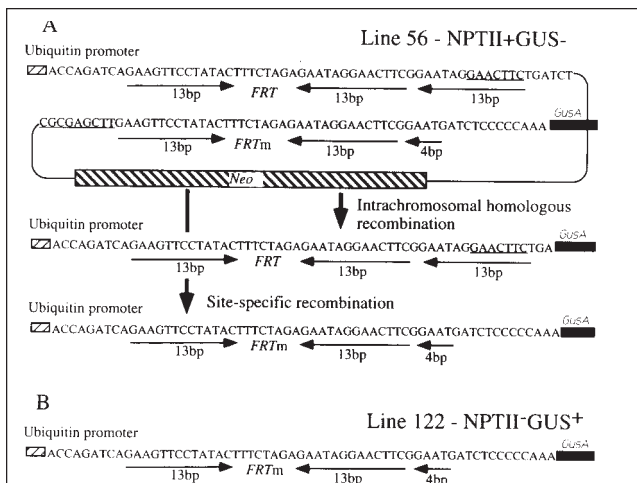 A
Line 56 - NPTII+GUS-
Ubiquitin promoter
ACCAGATCAGAAGTTCCTATACTTTCTAGAGAATAGGAACTTCGGAATAGGAACTTCTGATCT
13bp FRT 13bp 13bp
CGCGAGCTTGAAGTTCCTATACTTTCTAGAGAATAGGAACTTCGGAATGATCTCCCCCAAA GusA
13bp FRTm 13bp 4bp
Neo
Intrachromosomal homologous
recombination
Ubiquitin promoter
ACCAGATCAGAAGTTCCTATACTTTCTAGAGAATAGGAACTTCGGAATAGGAACTTCTGA GusA
13bp FRT 13bp 13bp
Site-specific recombination
Ubiquitin promoter
ACCAGATCAGAAGTTCCTATACTTTCTAGAGAATAGGAACTTCGGAATGATCTCCCCCAAA GusA
13bp FRTm 13bp 4bp
B
Line 122 - NPTII-GUS+
Ubiquitin promoter
ACCAGATCAGAAGTTCCTATACTTTCTAGAGAATAGGAACTTCGGAATGATCTCCCCCAAA GusA
13bp FRTm 13bp 4bp